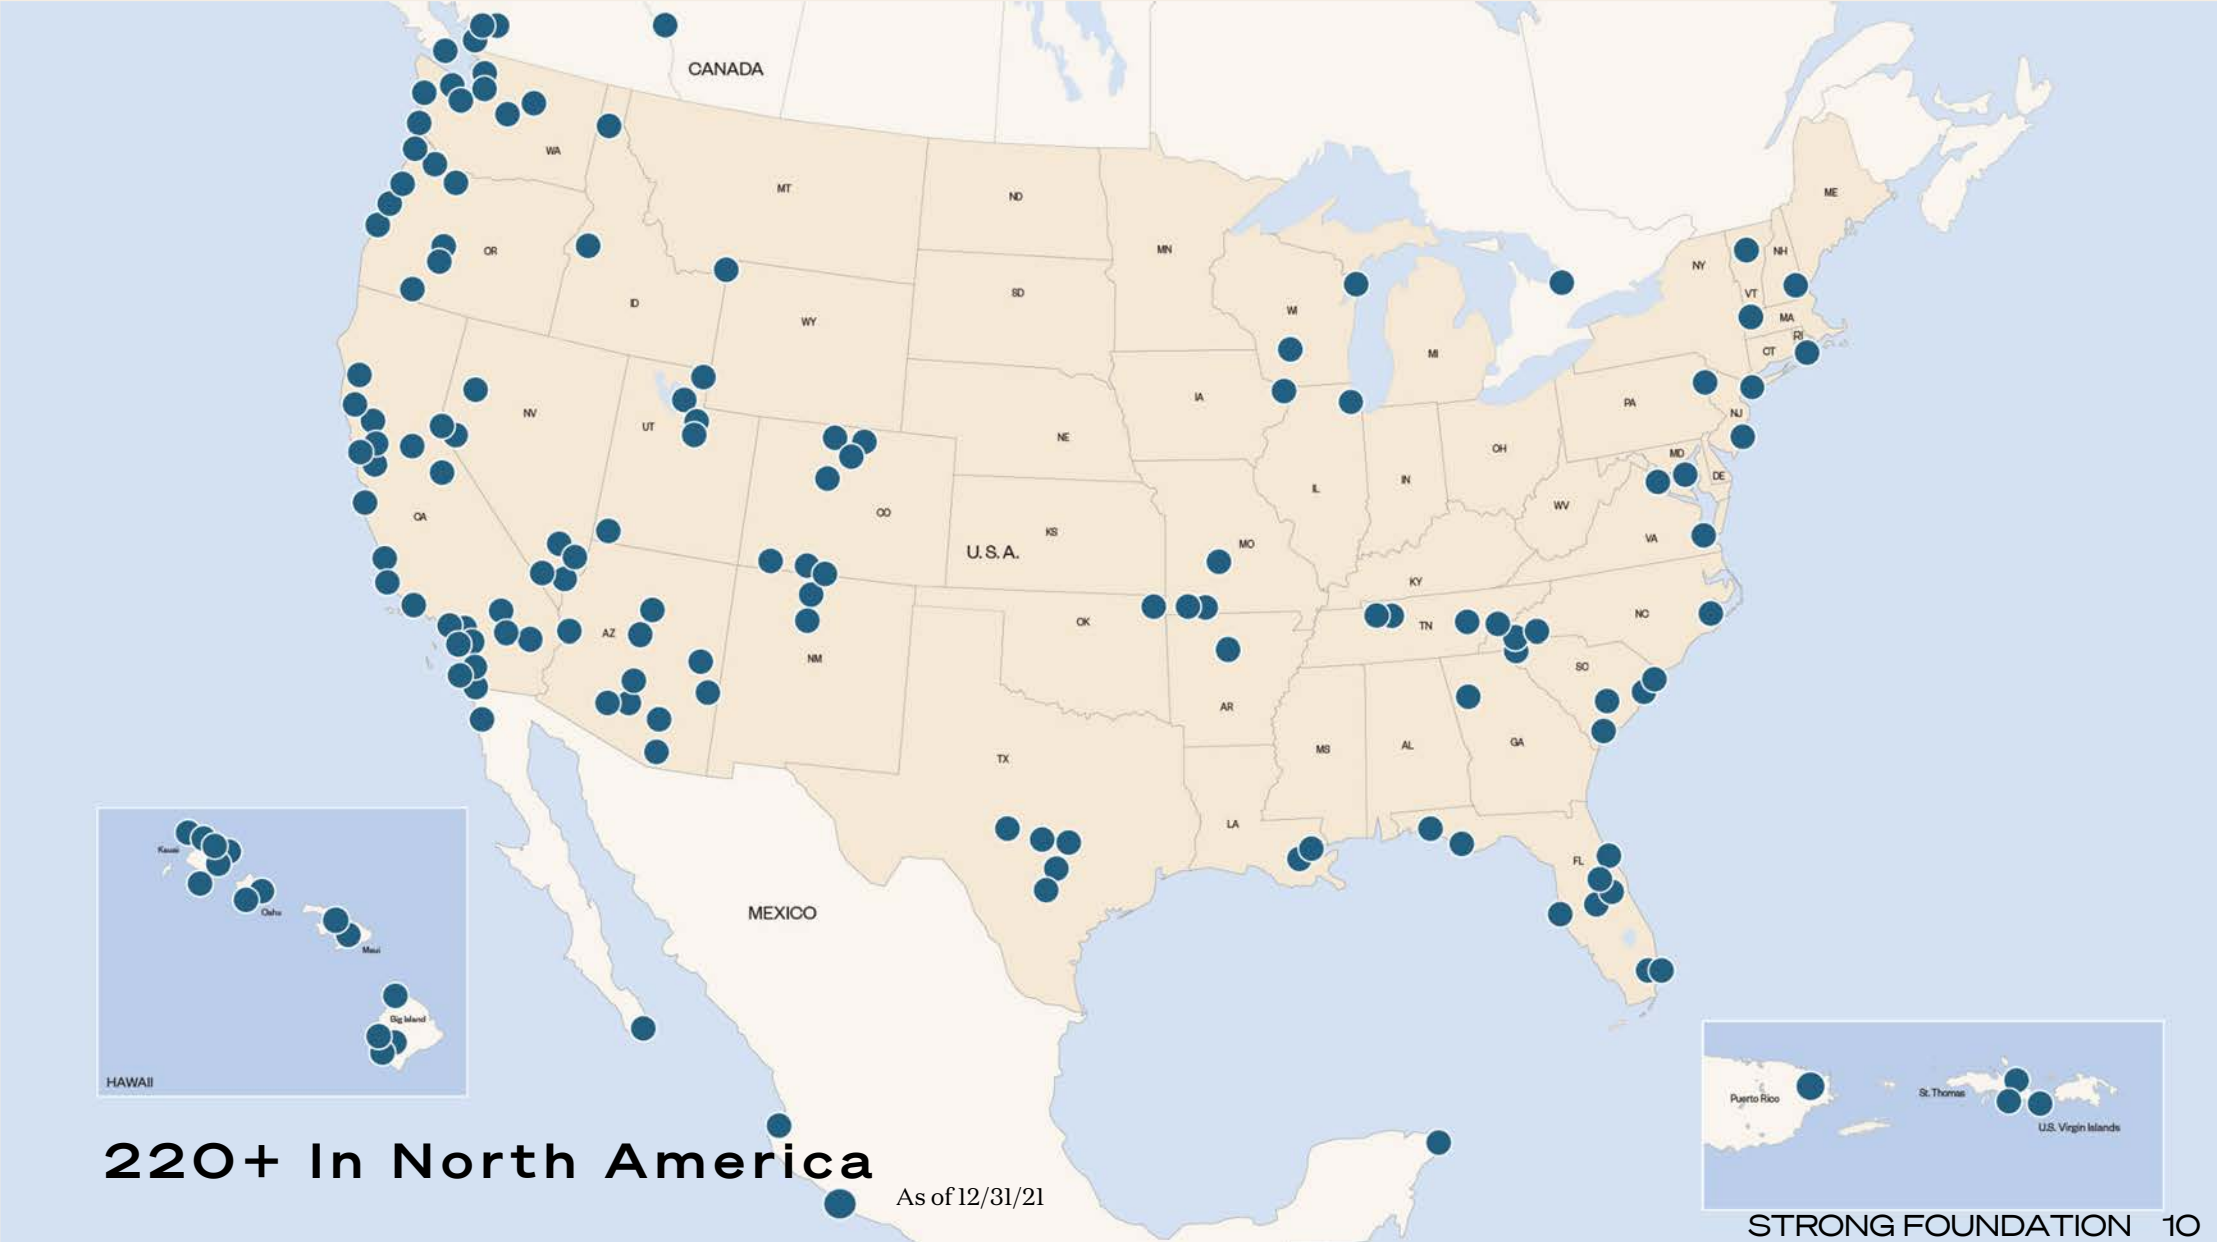 CANADA
WA
MT
ND
ME
MN
OR
NH
NY
ID
SD
VT
WI
WY
MA
RI
MI
CT
IA
PA
NV
NJ
UT
NE
OH
MD
DE
IN
IL
WV
CO
CA
KS
VA
MO
U.S.A.
KY
NC
OK
TN
AZ
NM
SC
AR
GA
AL
MS
TX
LA
Kauai
FL
Oahu
MEXICO
Maui
Big Island
HAWAII
St. Thomas
Puerto Rico
U.S. Virgin Islands
220+ In North America
As of 12/31/21
STRONG FOUNDATION 10